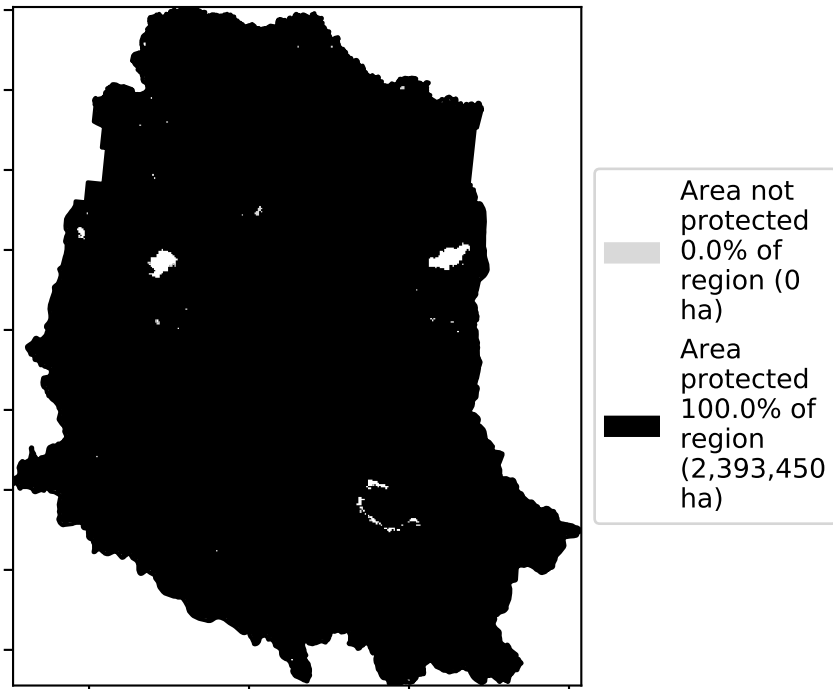 Area not
protected
0.0% of
region (0
ha)
Area
protected
100.0% of
region
(2,393,450
ha)